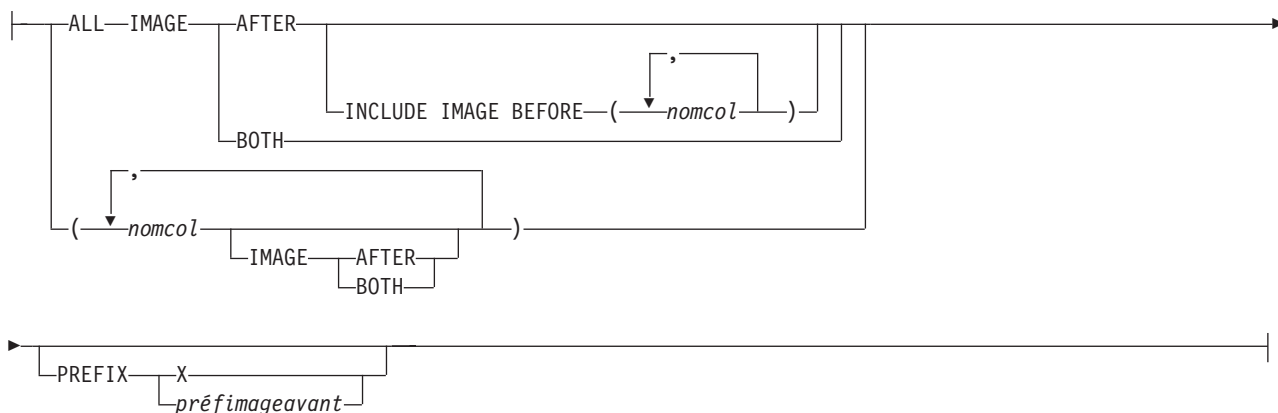 ALL IMAGE AFTER
,
INCLUDE IMAGE BEFORE ( nomcol )
BOTH
,
( nomcol )
IMAGE AFTER
BOTH
PREFIX X
préfimageavant